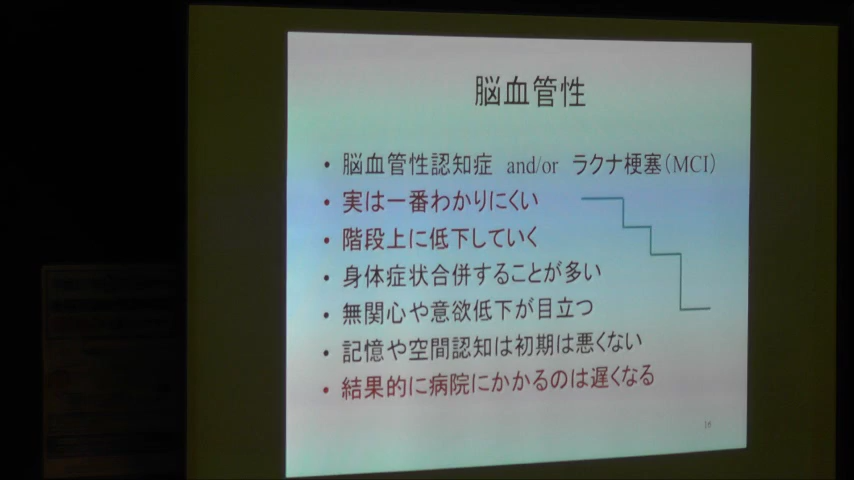 脳血管性
• 脳血管性認知症 and/or ラクナ梗塞(MCI)
• 実は一番わかりにくい
• 階段上に低下していく
• 身体症状合併することが多い
• 無関心や意欲低下が目立つ
• 記憶や空間認知は初期は悪くない
• 結果的に病院にかかるのは遅くなる
16